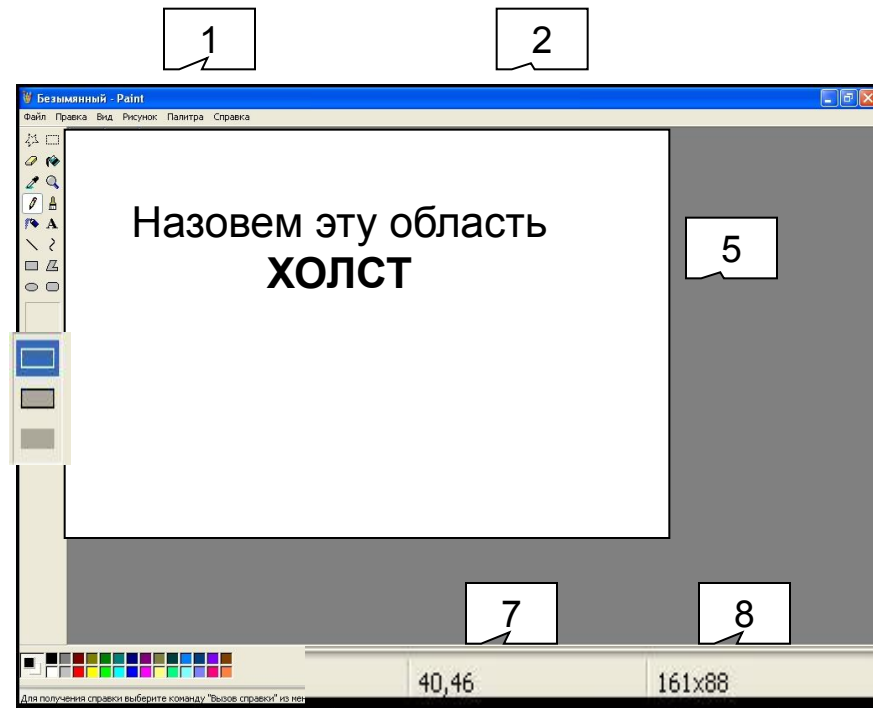 1
2
Безымянный - Paint
Файл Правка Вид Рисунок Палитра Справка
A
Назовем эту область
ХОЛСТ
5
7
8
40,46
161x88
Для получения справки выберите команду "Вызов справки" из